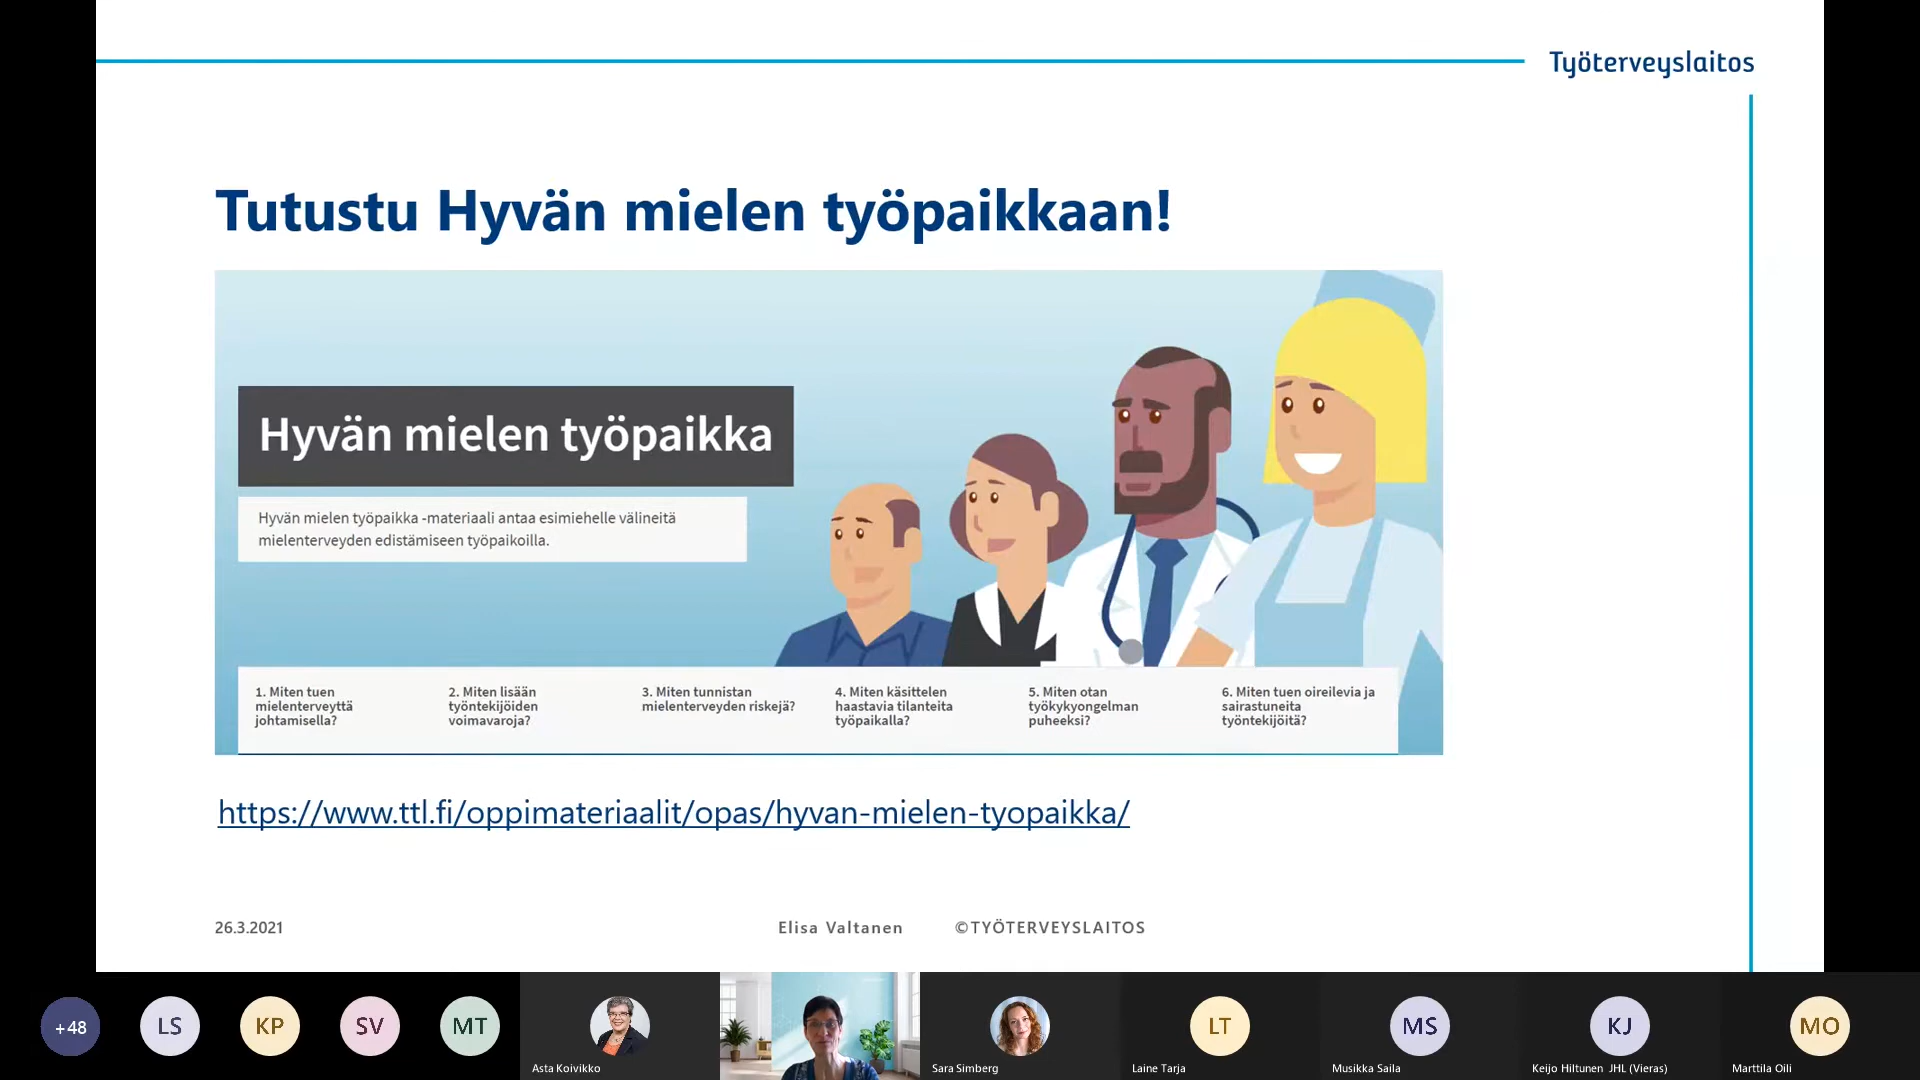 Työterveyslaitos
Tutustu Hyvän mielen työpaikkaan!
Hyvän mielen työpaikka
Hyvän mielen työpaikka -materiaali antaa esimiehelle välineitä
mielenterveyden edistämiseen työpaikoilla.
1. Miten tuen
mielenterveyttä
johtamisella?
2. Miten lisään
työntekijöiden
voimavaroja?
3. Miten tunnistan
mielenterveyden riskejä?
4. Miten käsittelen
haastavia tilanteita
työpaikalla?
5. Miten otan
työkykyongelman
puheeksi?
6. Miten tuen oireilevia ja
sairastuneita
työntekijöitä?
https://www.ttl.fi/oppimateriaalit/opas/hyvan-mielen-tyopaikka/
26.3.2021
Elisa Valtanen
©TYÖTERVEYSLAITOS
+48
LS
KP
SV
MT
Asta Koivikko
Sara Simberg
LT
Laine Tarja
MS
Musikka Saila
KJ
Keijo Hiltunen JHL (Vieras)
MO
Marttila Oili